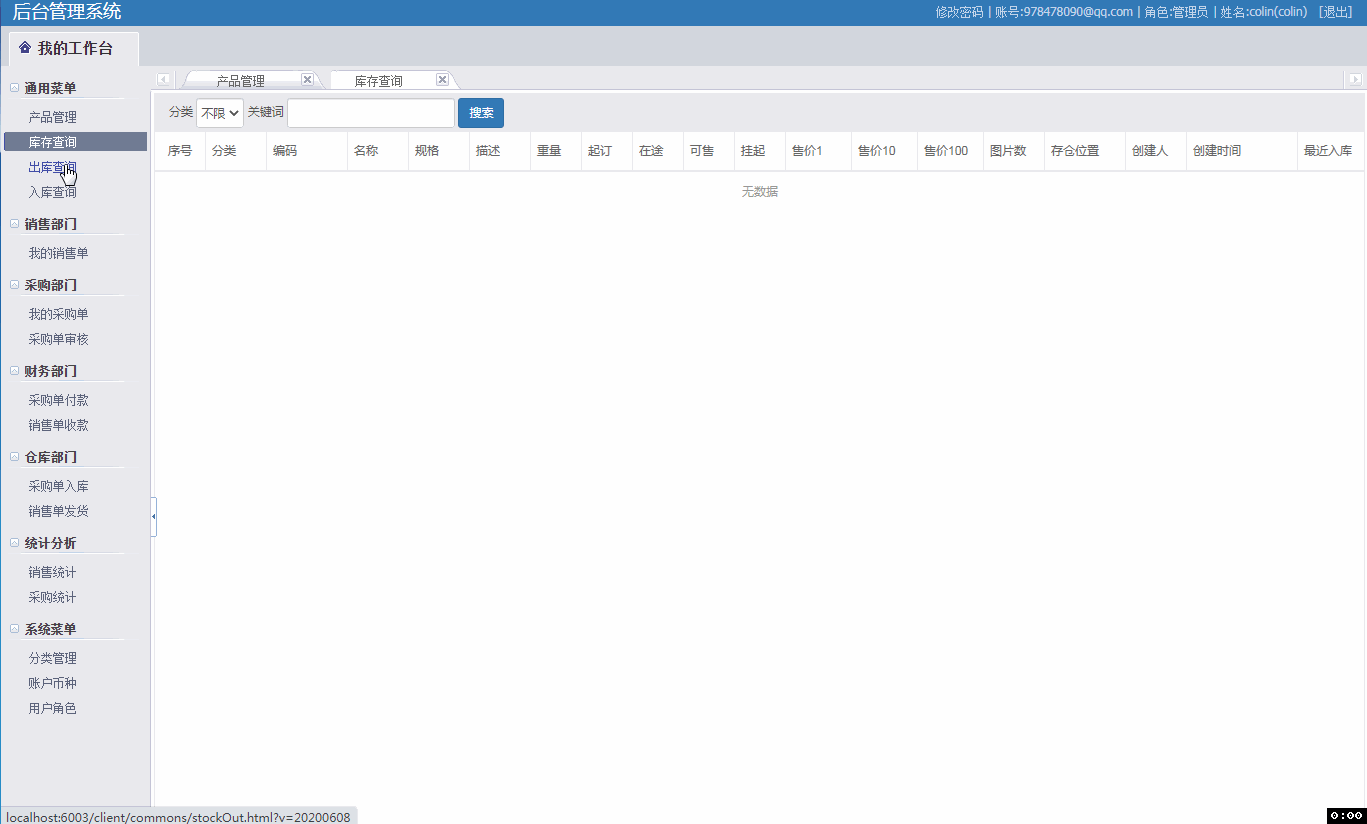 后台管理系统
修改密码 | 账号:978478090@qq.com | 角色:管理员 | 姓名:colin(colin) [退出]
我的工作台
通用菜单
产品管理
库存查询
出库查询
入库查询
销售部门
我的销售单
采购部门
我的采购单
采购单审核
财务部门
采购单付款
销售单收款
仓库部门
采购单入库
销售单发货
统计分析
销售统计
采购统计
系统菜单
分类管理
账户币种
用户角色
产品管理 库存查询
分类 不限 关键词 搜索
序号 分类 编码 名称 规格 描述 重量 起订 在途 可售 挂起 售价1 售价10 售价100 图片数 存仓位置 创建人 创建时间 最近入库
无数据
localhost:6003/client/commons/stockOut.html?v=20200608
0:00